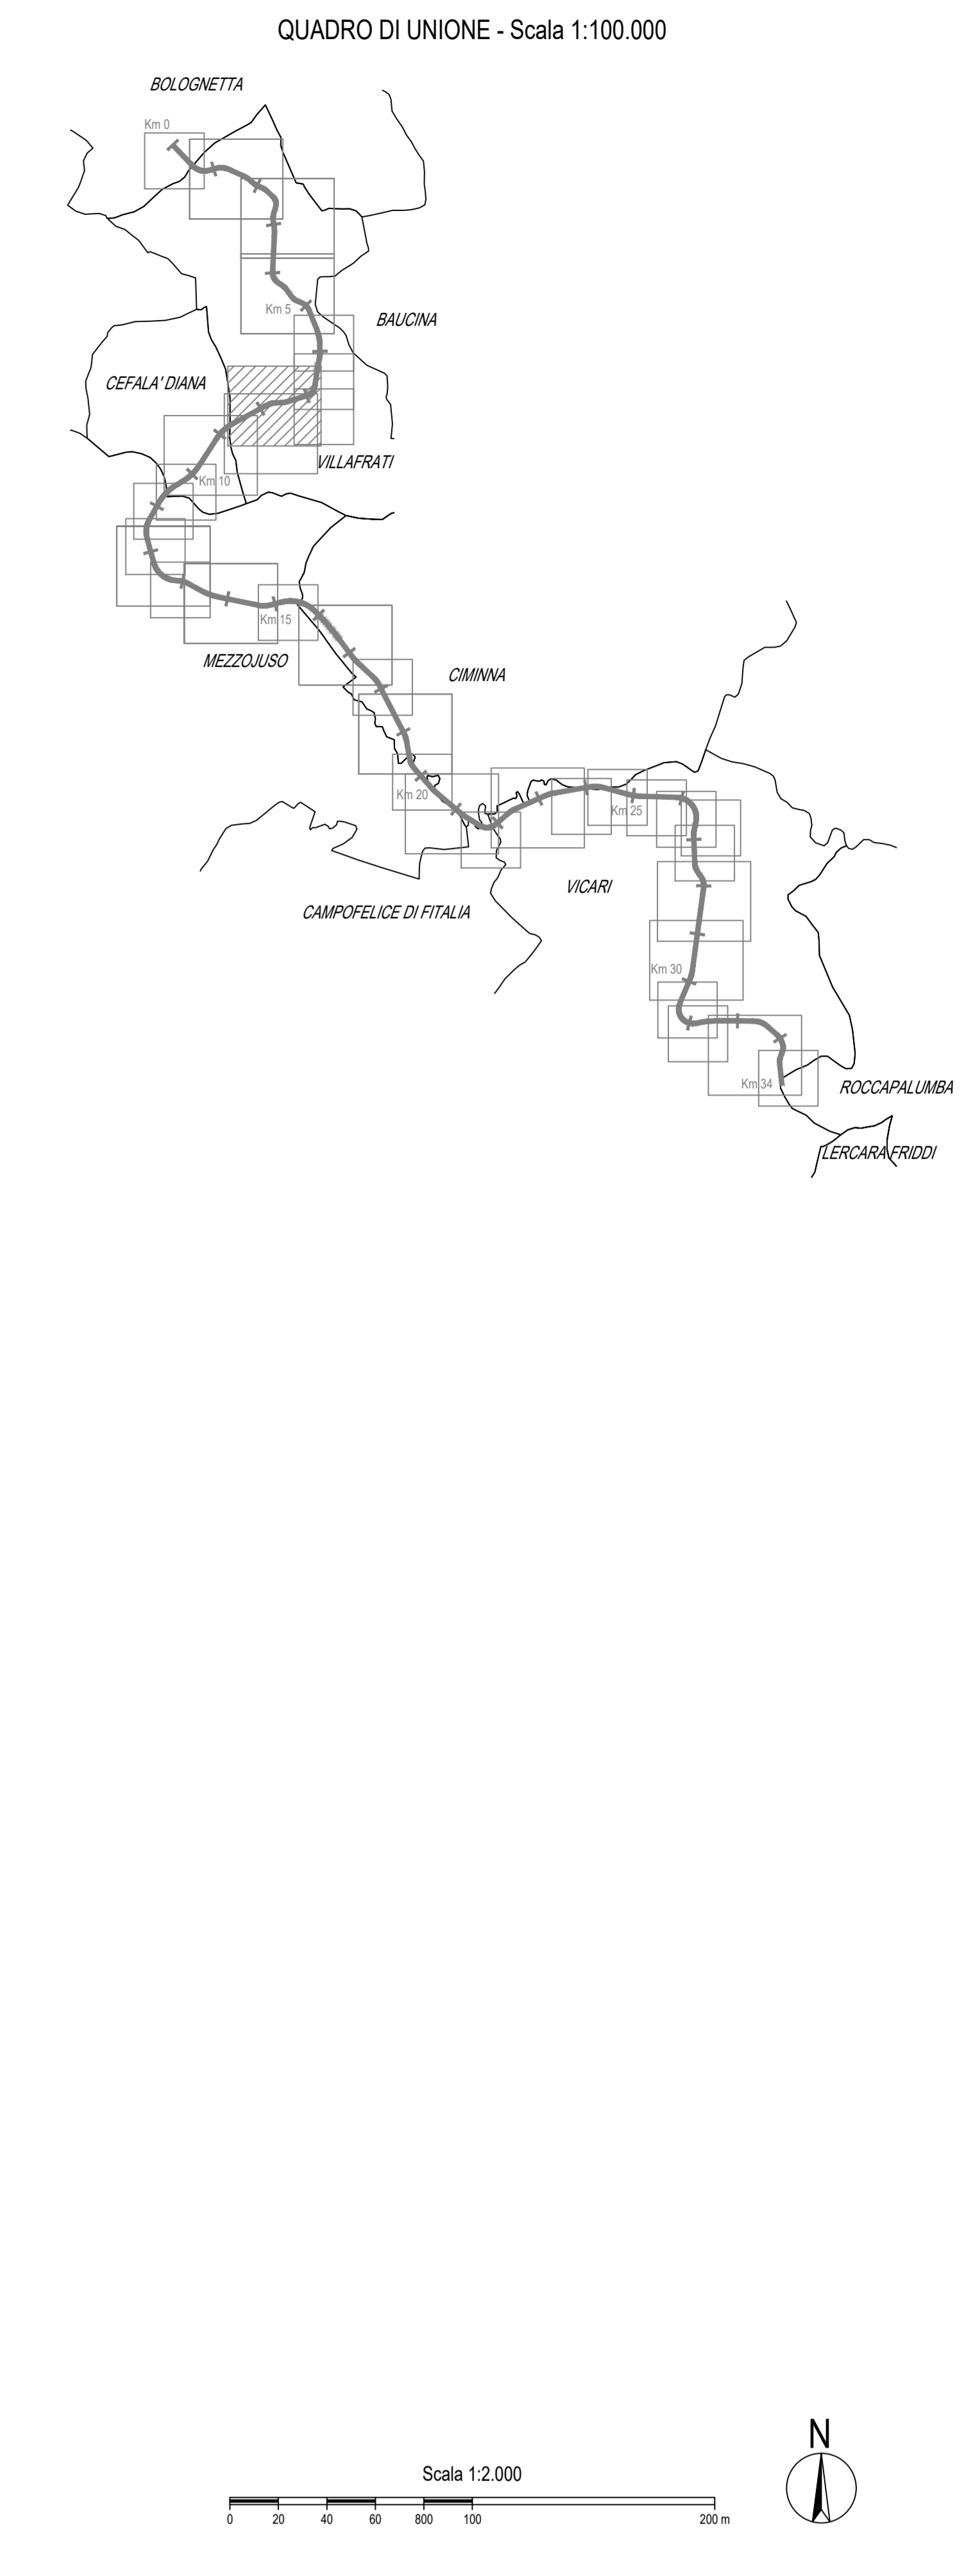 QUADRO DI UNIONE - Scala 1:100.000
BOLOGNETTA
Km 0
Km 5
BAUCINA
CEFALA' DIANA
VILLAFRATI
Km 10
Km 15
MEZZOJUSO
CIMINNA
Km 20
Km 25
VICARI
CAMPOFELICE DI FITALIA
Km 30
Km 34
ROCCAPALUMBA
LERCARA FRIDDI
N
Scala 1:2.000
0 20 40 60 800 100 200 m